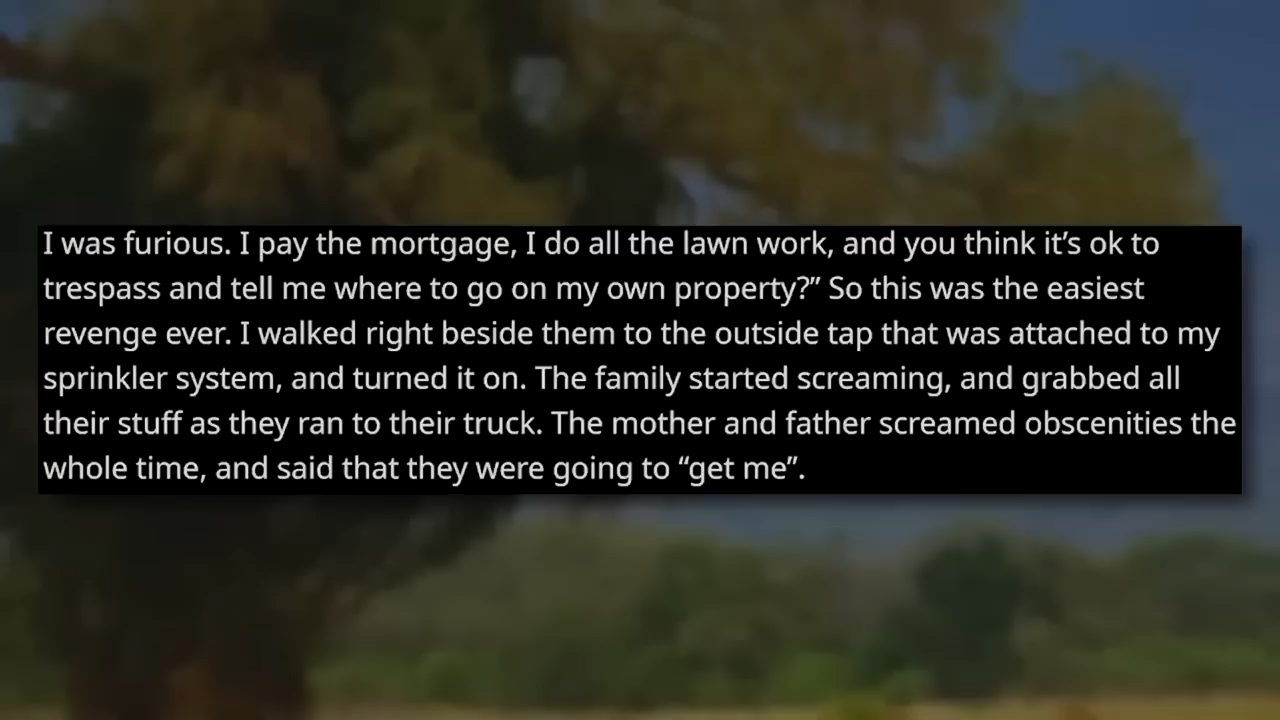 I was furious. I pay the mortgage, I do all the lawn work, and you think it’s ok to
trespass and tell me where to go on my own property?” So this was the easiest
revenge ever. I walked right beside them to the outside tap that was attached to my
sprinkler system, and turned it on. The family started screaming, and grabbed all
their stuff as they ran to their truck. The mother and father screamed obscenities the
whole time, and said that they were going to “get me”.